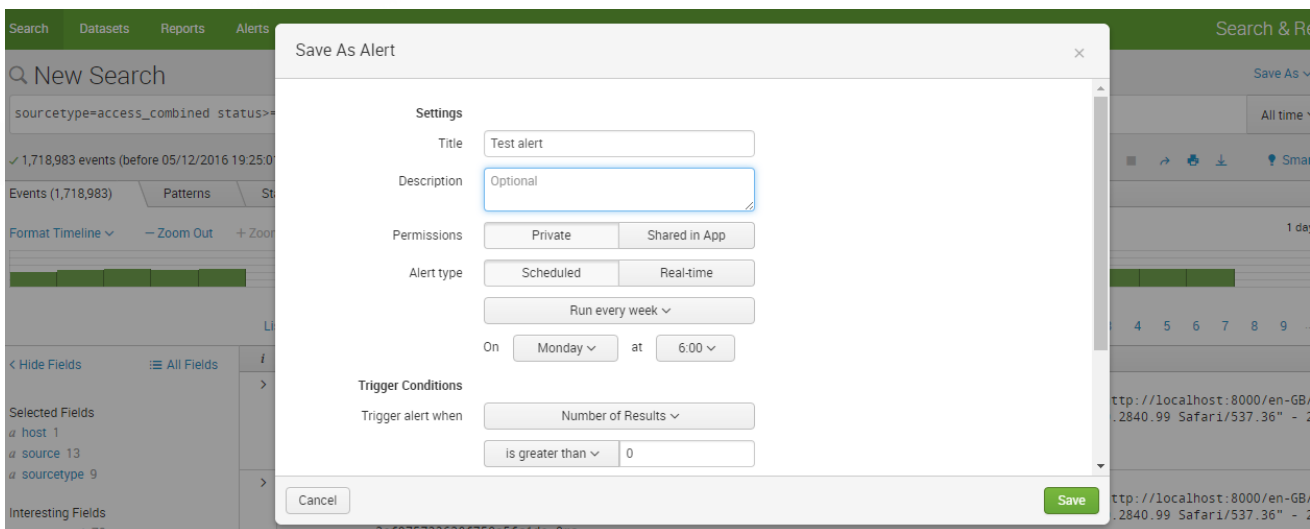 Search Datasets Reports Alerts Search & Re
New Search
Save As
sourcetype=access_combined status>=
All time
1,718,983 events (before 05/12/2016 19:25:0
Smar
Events (1,718,983) Patterns St
Format Timeline — Zoom Out + Zoo
1 day
Li
4 5 6 7 8 9
< Hide Fields All Fields
i
Selected Fields
a host 1
a source 13
a sourcetype 9
Interesting Fields
Save As Alert
×
Settings
Title Test alert
Description Optional
Permissions Private Shared in App
Alert type Scheduled Real-time
Run every week
On Monday at 6:00
Trigger Conditions
Trigger alert when Number of Results
is greater than 0
Cancel Save
ttp://localhost:8000/en-GB/
.2840.99 Safari/537.36" - 2
ttp://localhost:8000/en-GB/
.2840.99 Safari/537.36" - 2